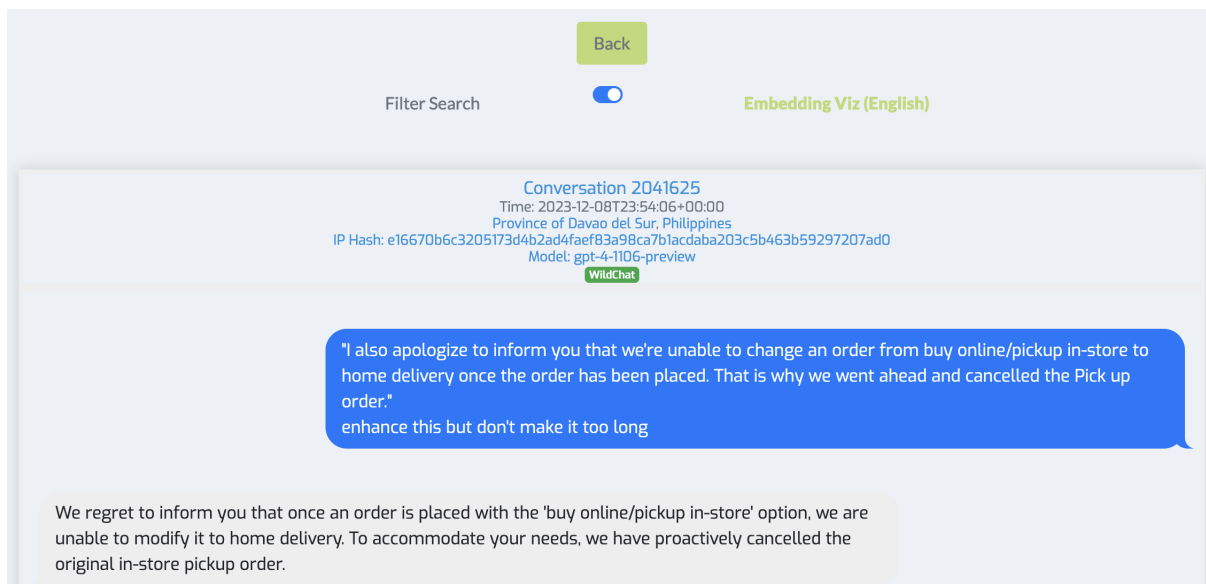 Back
Filter Search
Embedding Viz (English)
Conversation 2041625
Time: 2023-12-08T23:54:06+00:00
Province of Davao del Sur, Philippines
IP Hash: e16670b6c3205173d4b2ad4faef83a98ca7b1acdaba203c5b463b59297207ad0
Model: gpt-4-1106-preview
WildChat
"I also apologize to inform you that we're unable to change an order from buy online/pickup in-store to
home delivery once the order has been placed. That is why we went ahead and cancelled the Pick up
order."
enhance this but don't make it too long
We regret to inform you that once an order is placed with the 'buy online/pickup in-store' option, we are
unable to modify it to home delivery. To accommodate your needs, we have proactively cancelled the
original in-store pickup order.